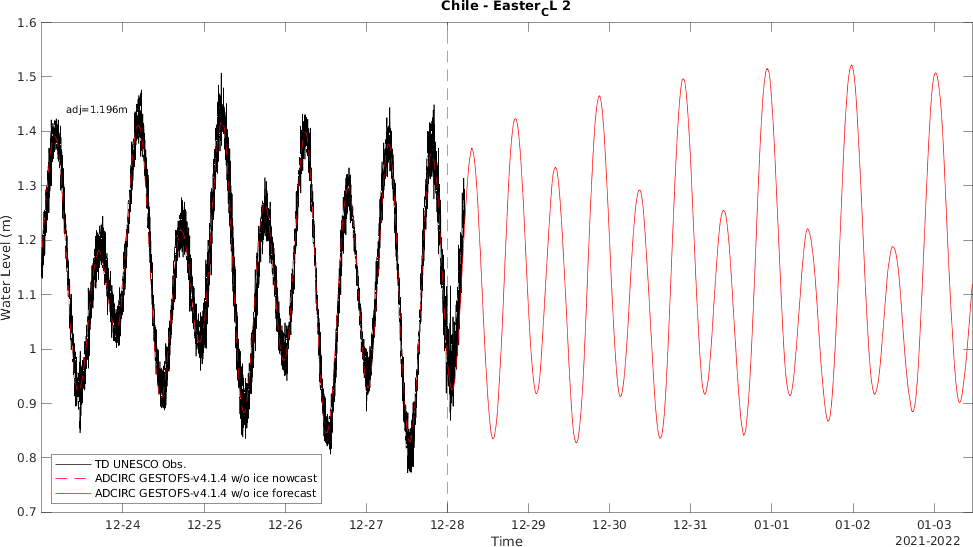 Chile - EasterCL 2
1.6
1.5
adj=1.196m
1.4
1.3
1.2
1.1
1
0.9
0.8
0.7
Water Level (m)
TD UNESCO Obs.
ADCIRC GESTOFS-v4.1.4 w/o ice nowcast
ADCIRC GESTOFS-v4.1.4 w/o ice forecast
12-24 12-25 12-26 12-27 12-28 12-29 12-30 12-31 01-01 01-02 01-03
Time
2021-2022